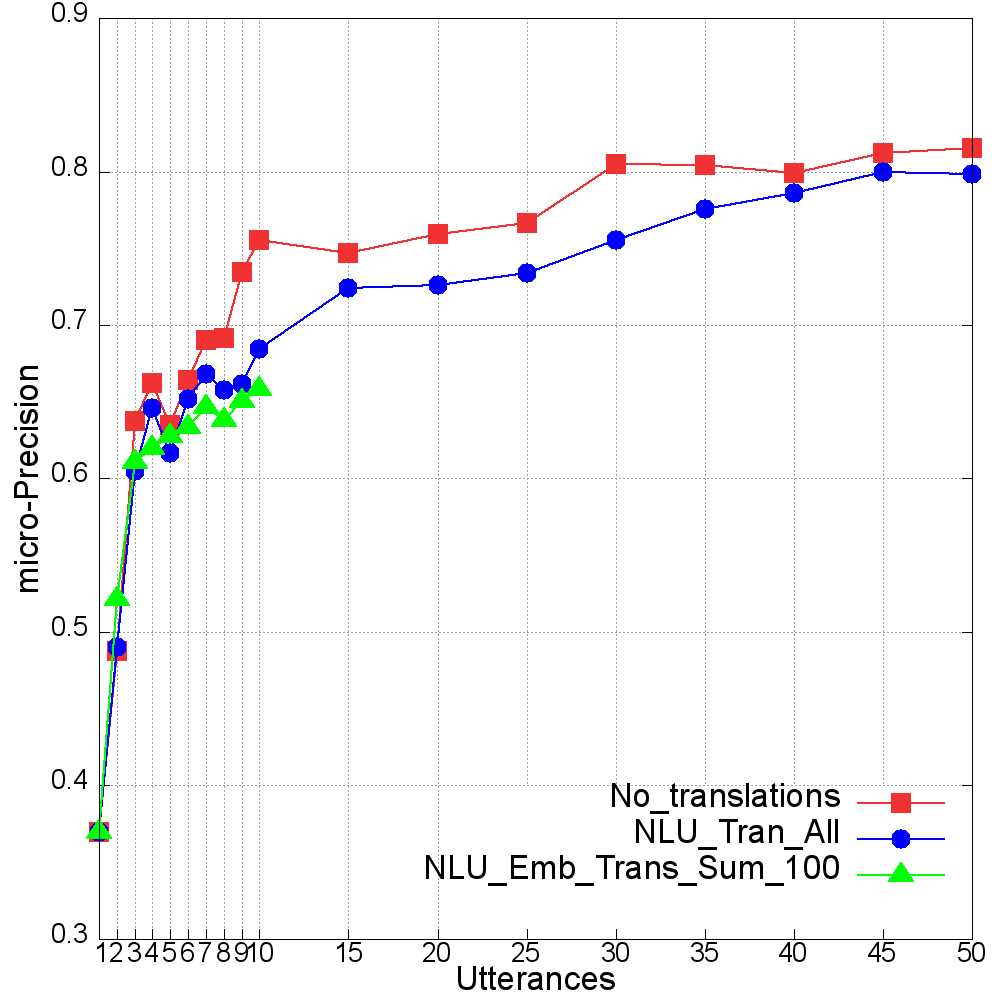 0.9
0.8
0.7
0.6
0.5
0.4
0.3
micro-Precision
No_translations
NLU_Tran_All
NLU_Emb_Trans_Sum_100
1 2 3 4 5 6 7 8 9 10 15 20 25 30 35 40 45 50
Utterances